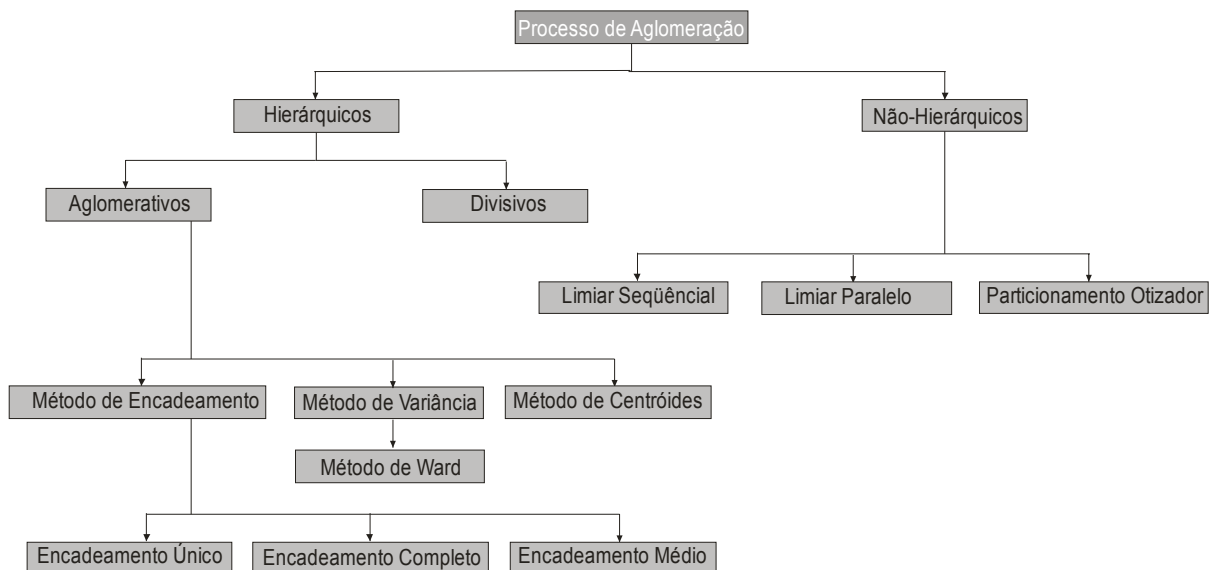 Processo de Aglomeração
Hierárquicos
Não-Hierárquicos
Aglomerativos
Divisivos
Limiar Seqüêncial
Limiar Paralelo
Particionamento Otizador
Método de Encadeamento
Método de Variância
Método de Centróides
Método de Ward
Encadeamento Único
Encadeamento Completo
Encadeamento Médio